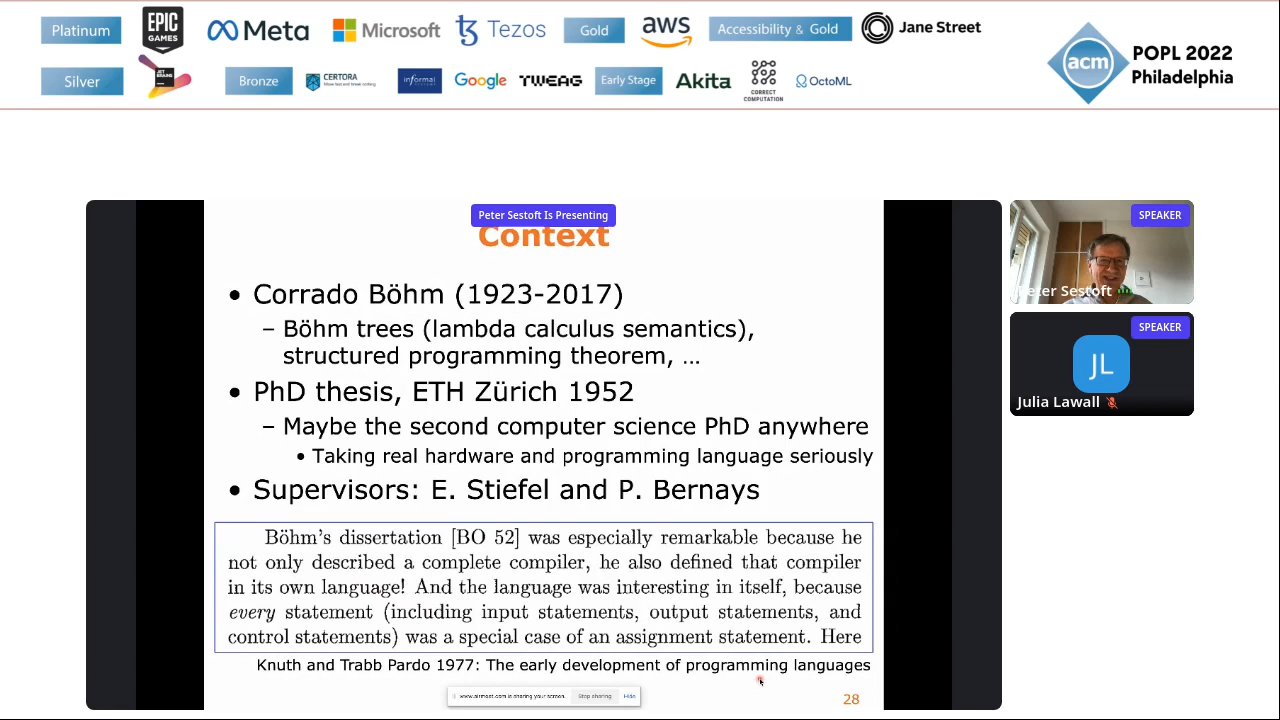 Platinum
EPIC
GAMES
Meta
Microsoft
Tezos
Gold
aws
Accessibility & Gold
Jane Street
Silver
JET
BRAINS
Bronze
CERTORA
informal
Google
TWEAG
Early Stage
Akita
CORRECT
COMPUTATION
OctoML
acm
POPL 2022
Philadelphia
Peter Sestoft Is Presenting
Context
• Corrado Böhm (1923-2017)
– Böhm trees (lambda calculus semantics),
structured programming theorem, …
• PhD thesis, ETH Zürich 1952
– Maybe the second computer science PhD anywhere
• Taking real hardware and programming language seriously
• Supervisors: E. Stiefel and P. Bernays
Böhm's dissertation [BO 52] was especially remarkable because he
not only described a complete compiler, he also defined that compiler
in its own language! And the language was interesting in itself, because
every statement (including input statements, output statements, and
control statements) was a special case of an assignment statement. Here
Knuth and Trabb Pardo 1977: The early development of programming languages
www.airmeet.com is sharing your screen.
Stop sharing
Hide
28
SPEAKER
Peter Sestoft
SPEAKER
JL
Julia Lawall